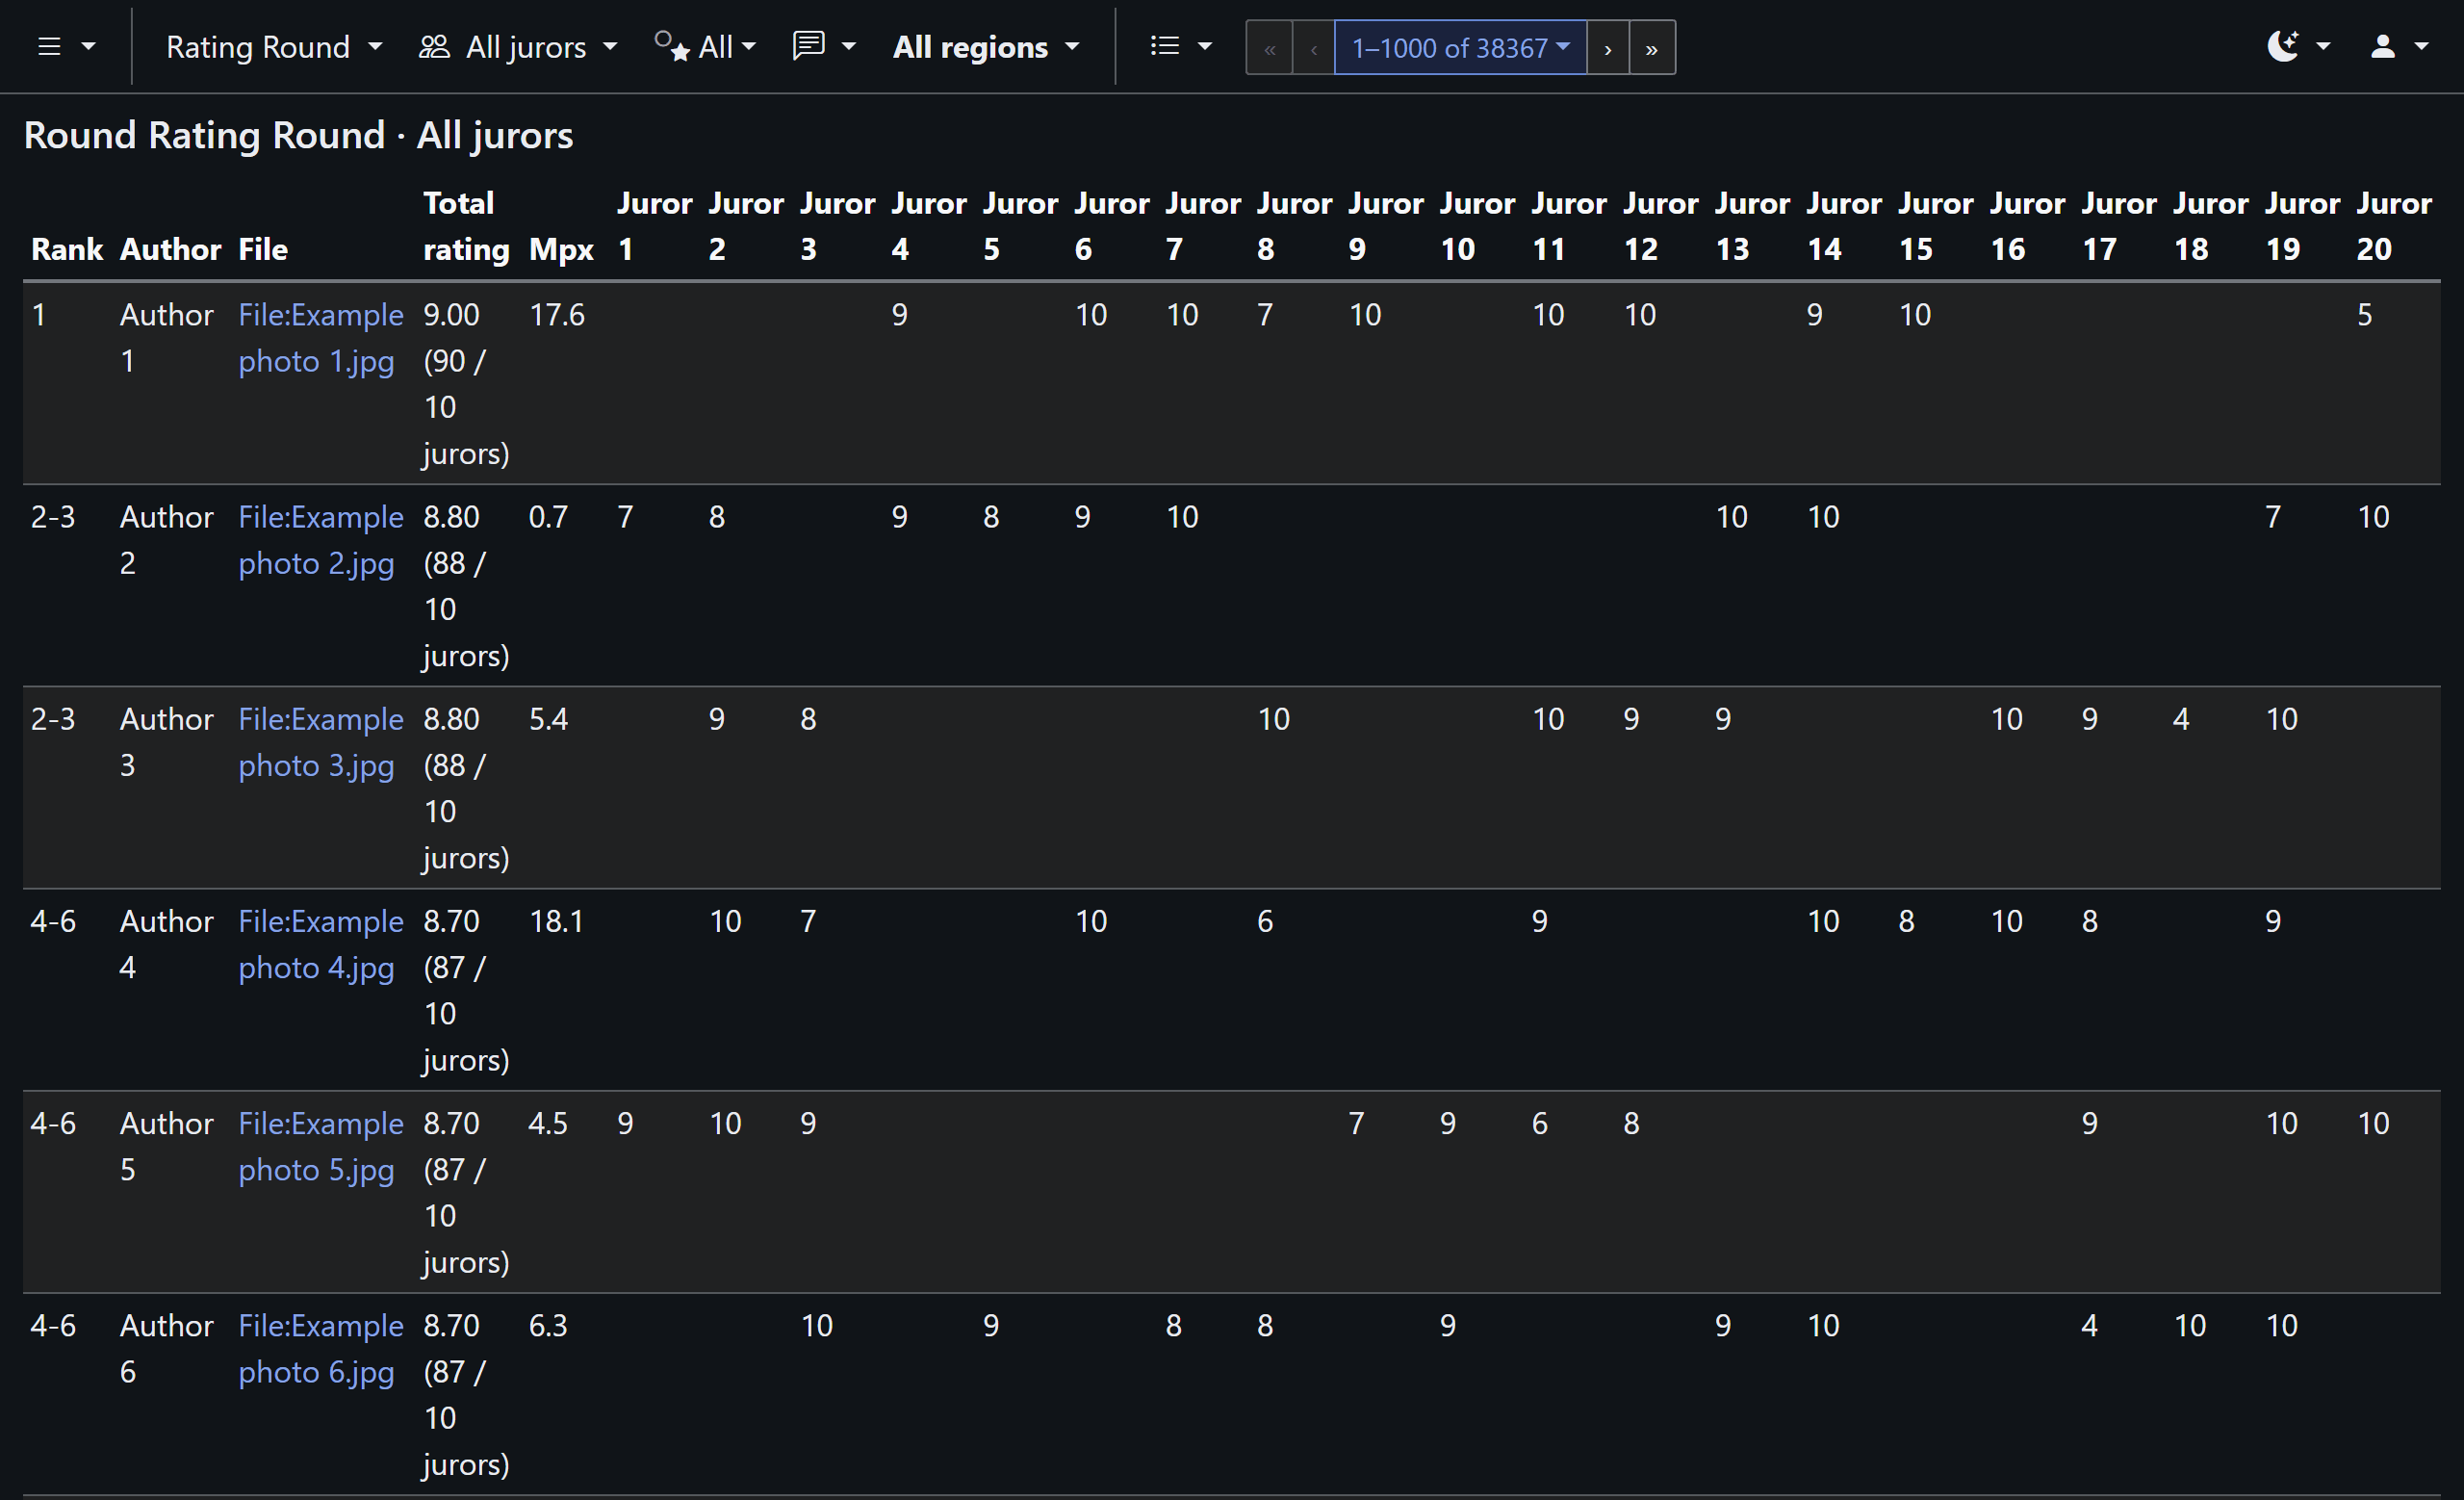 Rating Round All jurors All All regions « ‹ 1–1000 of 38367 › »
Round Rating Round · All jurors
Rank Author File Total rating Mpx Juror 1 Juror 2 Juror 3 Juror 4 Juror 5 Juror 6 Juror 7 Juror 8 Juror 9 Juror 10 Juror 11 Juror 12 Juror 13 Juror 14 Juror 15 Juror 16 Juror 17 Juror 18 Juror 19 Juror 20
1 Author 1 File:Example photo 1.jpg 9.00 (90 / 10 jurors) 17.6 9 10 10 7 10 10 10 9 10 5
2-3 Author 2 File:Example photo 2.jpg 8.80 (88 / 10 jurors) 0.7 7 8 9 8 9 10 10 10 7 10
2-3 Author 3 File:Example photo 3.jpg 8.80 (88 / 10 jurors) 5.4 9 8 10 10 9 9 10 9 4 10
4-6 Author 4 File:Example photo 4.jpg 8.70 (87 / 10 jurors) 18.1 10 7 10 6 9 10 8 10 8 9
4-6 Author 5 File:Example photo 5.jpg 8.70 (87 / 10 jurors) 4.5 9 10 9 7 9 6 8 9 10 10
4-6 Author 6 File:Example photo 6.jpg 8.70 (87 / 10 jurors) 6.3 10 9 8 8 9 9 10 4 10 10